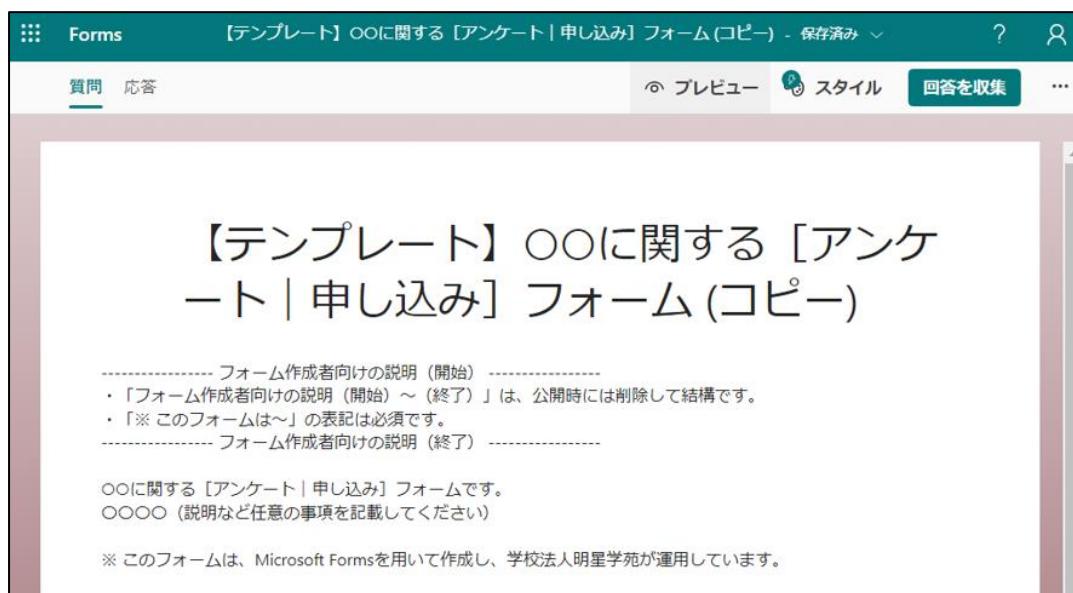 Forms 【テンプレート】〇〇に関する［アンケート｜申し込み］フォーム (コピー) - 保存済み ?
質問 応答 プレビュー スタイル 回答を収集 ...
【テンプレート】〇〇に関する［アンケ
ート｜申し込み］フォーム (コピー)
----------------- フォーム作成者向けの説明（開始） -----------------
・「フォーム作成者向けの説明（開始）～（終了）」は、公開時には削除して結構です。
・「※ このフォームは～」の表記は必須です。
----------------- フォーム作成者向けの説明（終了） -----------------
〇〇に関する［アンケート｜申し込み］フォームです。
〇〇〇〇（説明など任意の事項を記載してください）
※ このフォームは、Microsoft Formsを用いて作成し、学校法人明星学苑が運用しています。